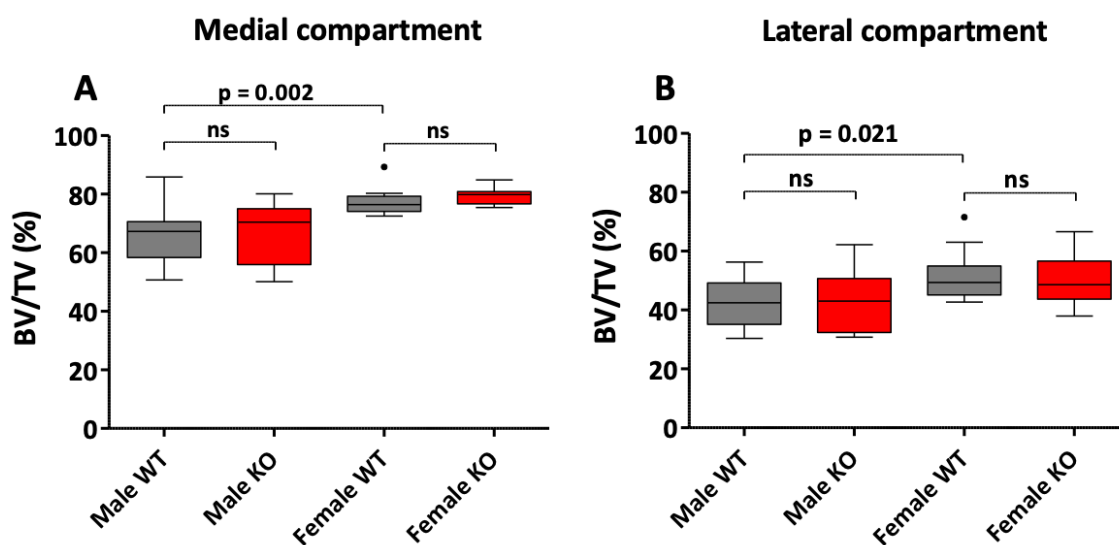 Medial compartment
A
p = 0.002
ns
ns
BV/TV (%)
100
80
60
40
20
0
Male WT
Male KO
Female WT
Female KO
Lateral compartment
B
p = 0.021
ns
ns
BV/TV (%)
100
80
60
40
20
0
Male WT
Male KO
Female WT
Female KO